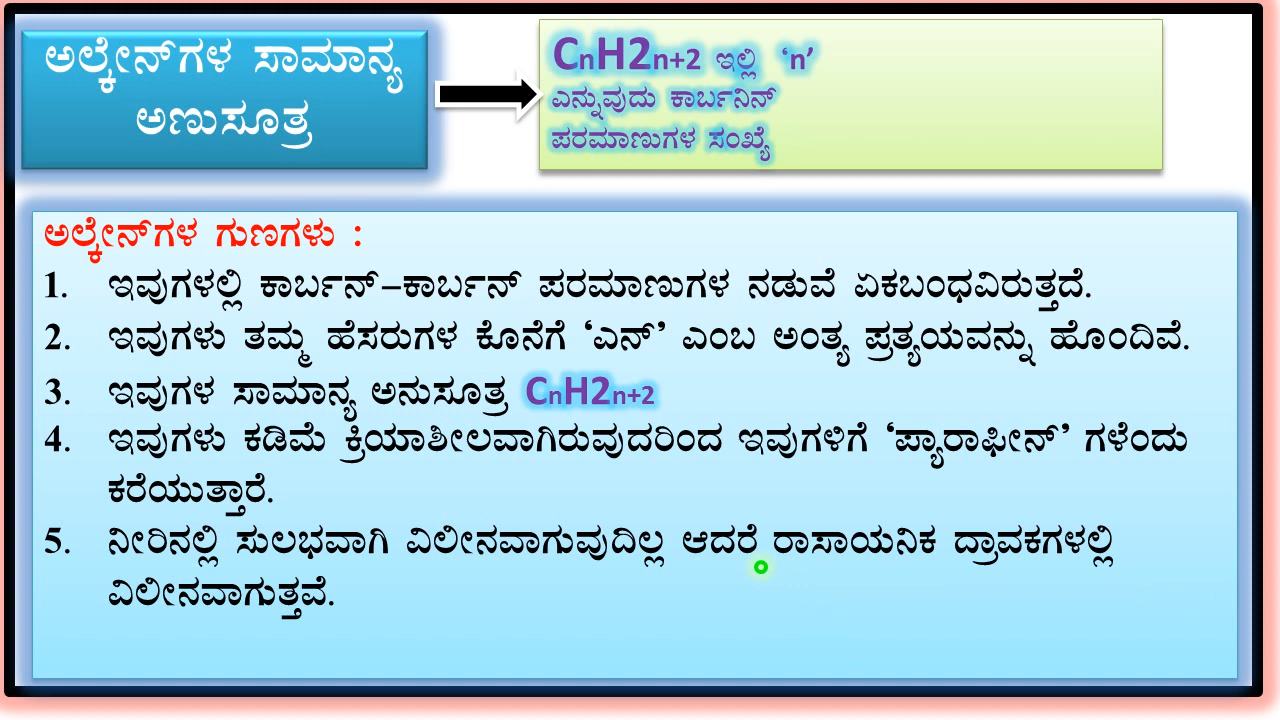 ಅಲ್ಕೇನ್‌ಗಳ ಸಾಮಾನ್ಯ
ಅಣುಸೂತ್ರ
CnH2n+2 ಇಲ್ಲಿ ‘n’
ಎನ್ನುವುದು ಕಾರ್ಬನಿನ್
ಪರಮಾಣುಗಳ ಸಂಖ್ಯೆ
ಅಲ್ಕೇನ್‌ಗಳ ಗುಣಗಳು :
1. ಇವುಗಳಲ್ಲಿ ಕಾರ್ಬನ್–ಕಾರ್ಬನ್ ಪರಮಾಣುಗಳ ನಡುವೆ ಏಕಬಂಧವಿರುತ್ತದೆ.
2. ಇವುಗಳು ತಮ್ಮ ಹೆಸರುಗಳ ಕೊನೆಗೆ ‘ಎನ್’ ಎಂಬ ಅಂತ್ಯ ಪ್ರತ್ಯಯವನ್ನು ಹೊಂದಿವೆ.
3. ಇವುಗಳ ಸಾಮಾನ್ಯ ಅನುಸೂತ್ರ CnH2n+2
4. ಇವುಗಳು ಕಡಿಮೆ ಕ್ರಿಯಾಶೀಲವಾಗಿರುವುದರಿಂದ ಇವುಗಳಿಗೆ ‘ಪ್ಯಾರಾಫೀನ್’ ಗಳೆಂದು
ಕರೆಯುತ್ತಾರೆ.
5. ನೀರಿನಲ್ಲಿ ಸುಲಭವಾಗಿ ವಿಲೀನವಾಗುವುದಿಲ್ಲ ಆದರೆ ರಾಸಾಯನಿಕ ದ್ರಾವಕಗಳಲ್ಲಿ
ವಿಲೀನವಾಗುತ್ತವೆ.